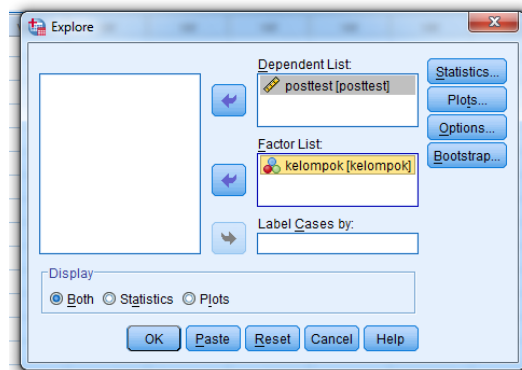 Explore
Dependent List:
posttest [posttest]
Statistics...
Plots...
Options...
Bootstrap...
Factor List:
kelompok [kelompok]
Label Cases by:
Display
Both Statistics Plots
OK Paste Reset Cancel Help